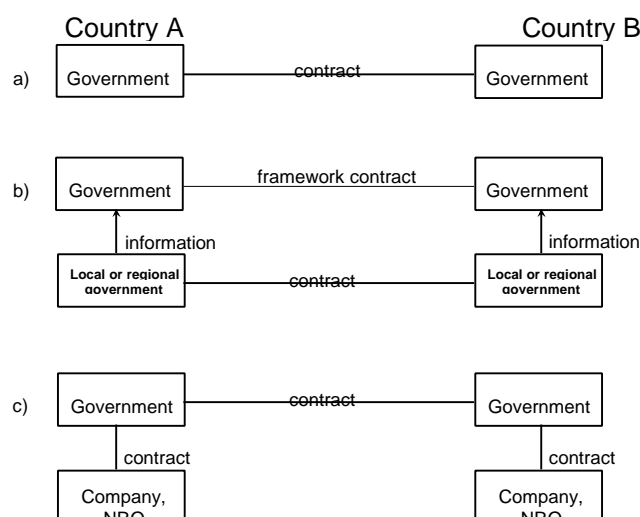 Country A Country B
a) Government contract Government
b) Government framework contract Government
information information
Local or regional Local or regional
government contract government
c) Government contract Government
contract contract
Company, Company,